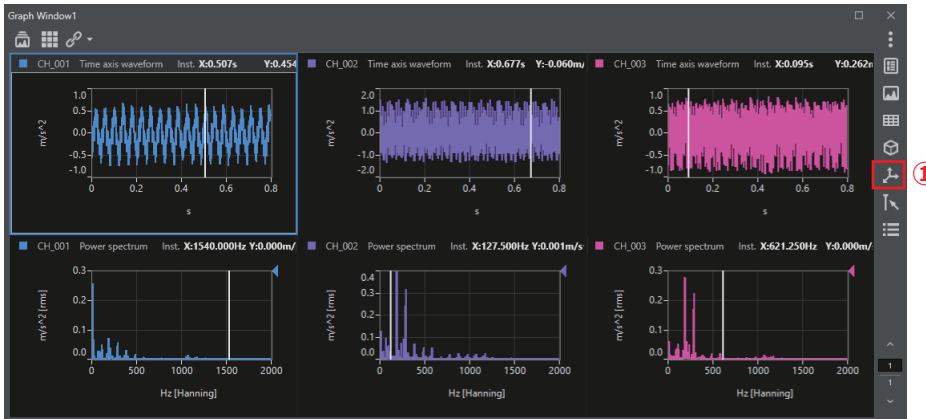 Graph Window1
CH_001 Time axis waveform Inst. X:0.507s Y:0.454
CH_002 Time axis waveform Inst. X:0.677s Y:-0.060m/
CH_003 Time axis waveform Inst. X:0.095s Y:0.262m
1.0
0.5
0.0
-0.5
-1.0
m/s^2
0 0.2 0.4 0.6 0.8
s
2.0
1.0
0.0
-1.0
-2.0
m/s^2
0 0.2 0.4 0.6 0.8
s
1.0
0.5
0.0
-0.5
-1.0
m/s^2
0 0.2 0.4 0.6 0.8
s
①
CH_001 Power spectrum Inst. X:1540.000Hz Y:0.000m/
CH_002 Power spectrum Inst. X:127.500Hz Y:0.001m/s
CH_003 Power spectrum Inst. X:621.250Hz Y:0.000m/
0.3
0.2
0.1
0.0
m/s^2 [rms]
0 500 1000 1500 2000
Hz [Hanning]
0.4
0.3
0.2
0.1
0.0
m/s^2 [rms]
0 500 1000 1500 2000
Hz [Hanning]
0.3
0.2
0.1
0.0
m/s^2 [rms]
0 500 1000 1500 2000
Hz [Hanning]
1
1